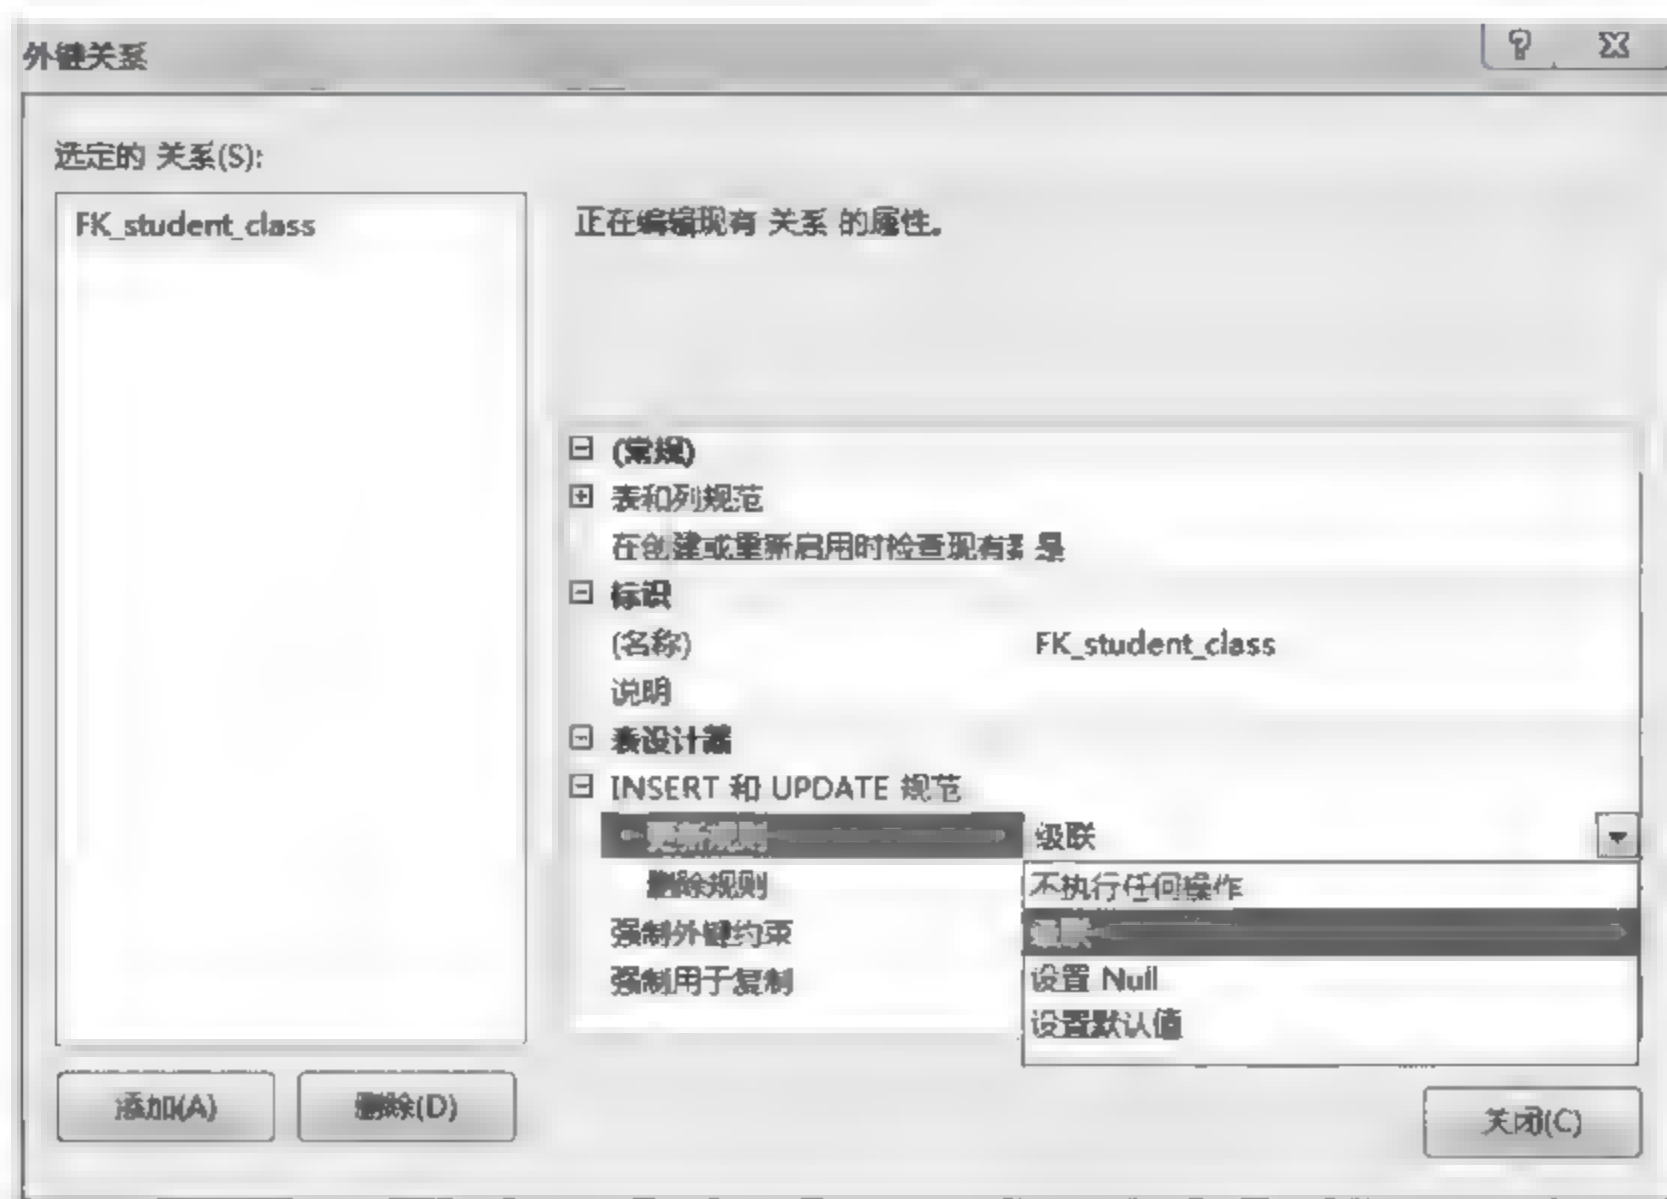 外键关系
选定的 关系(S):
FK_student_class
正在编辑现有 关系 的属性。
(常规)
表和列规范
在创建或重新启用时检查现有 是
标识
(名称) FK_student_class
说明
表设计器
INSERT 和 UPDATE 规范
更新规则 级联
删除规则 不执行任何操作
强制外键约束 级联
强制用于复制 设置 Null
设置默认值
添加(A) 删除(D) 关闭(C)